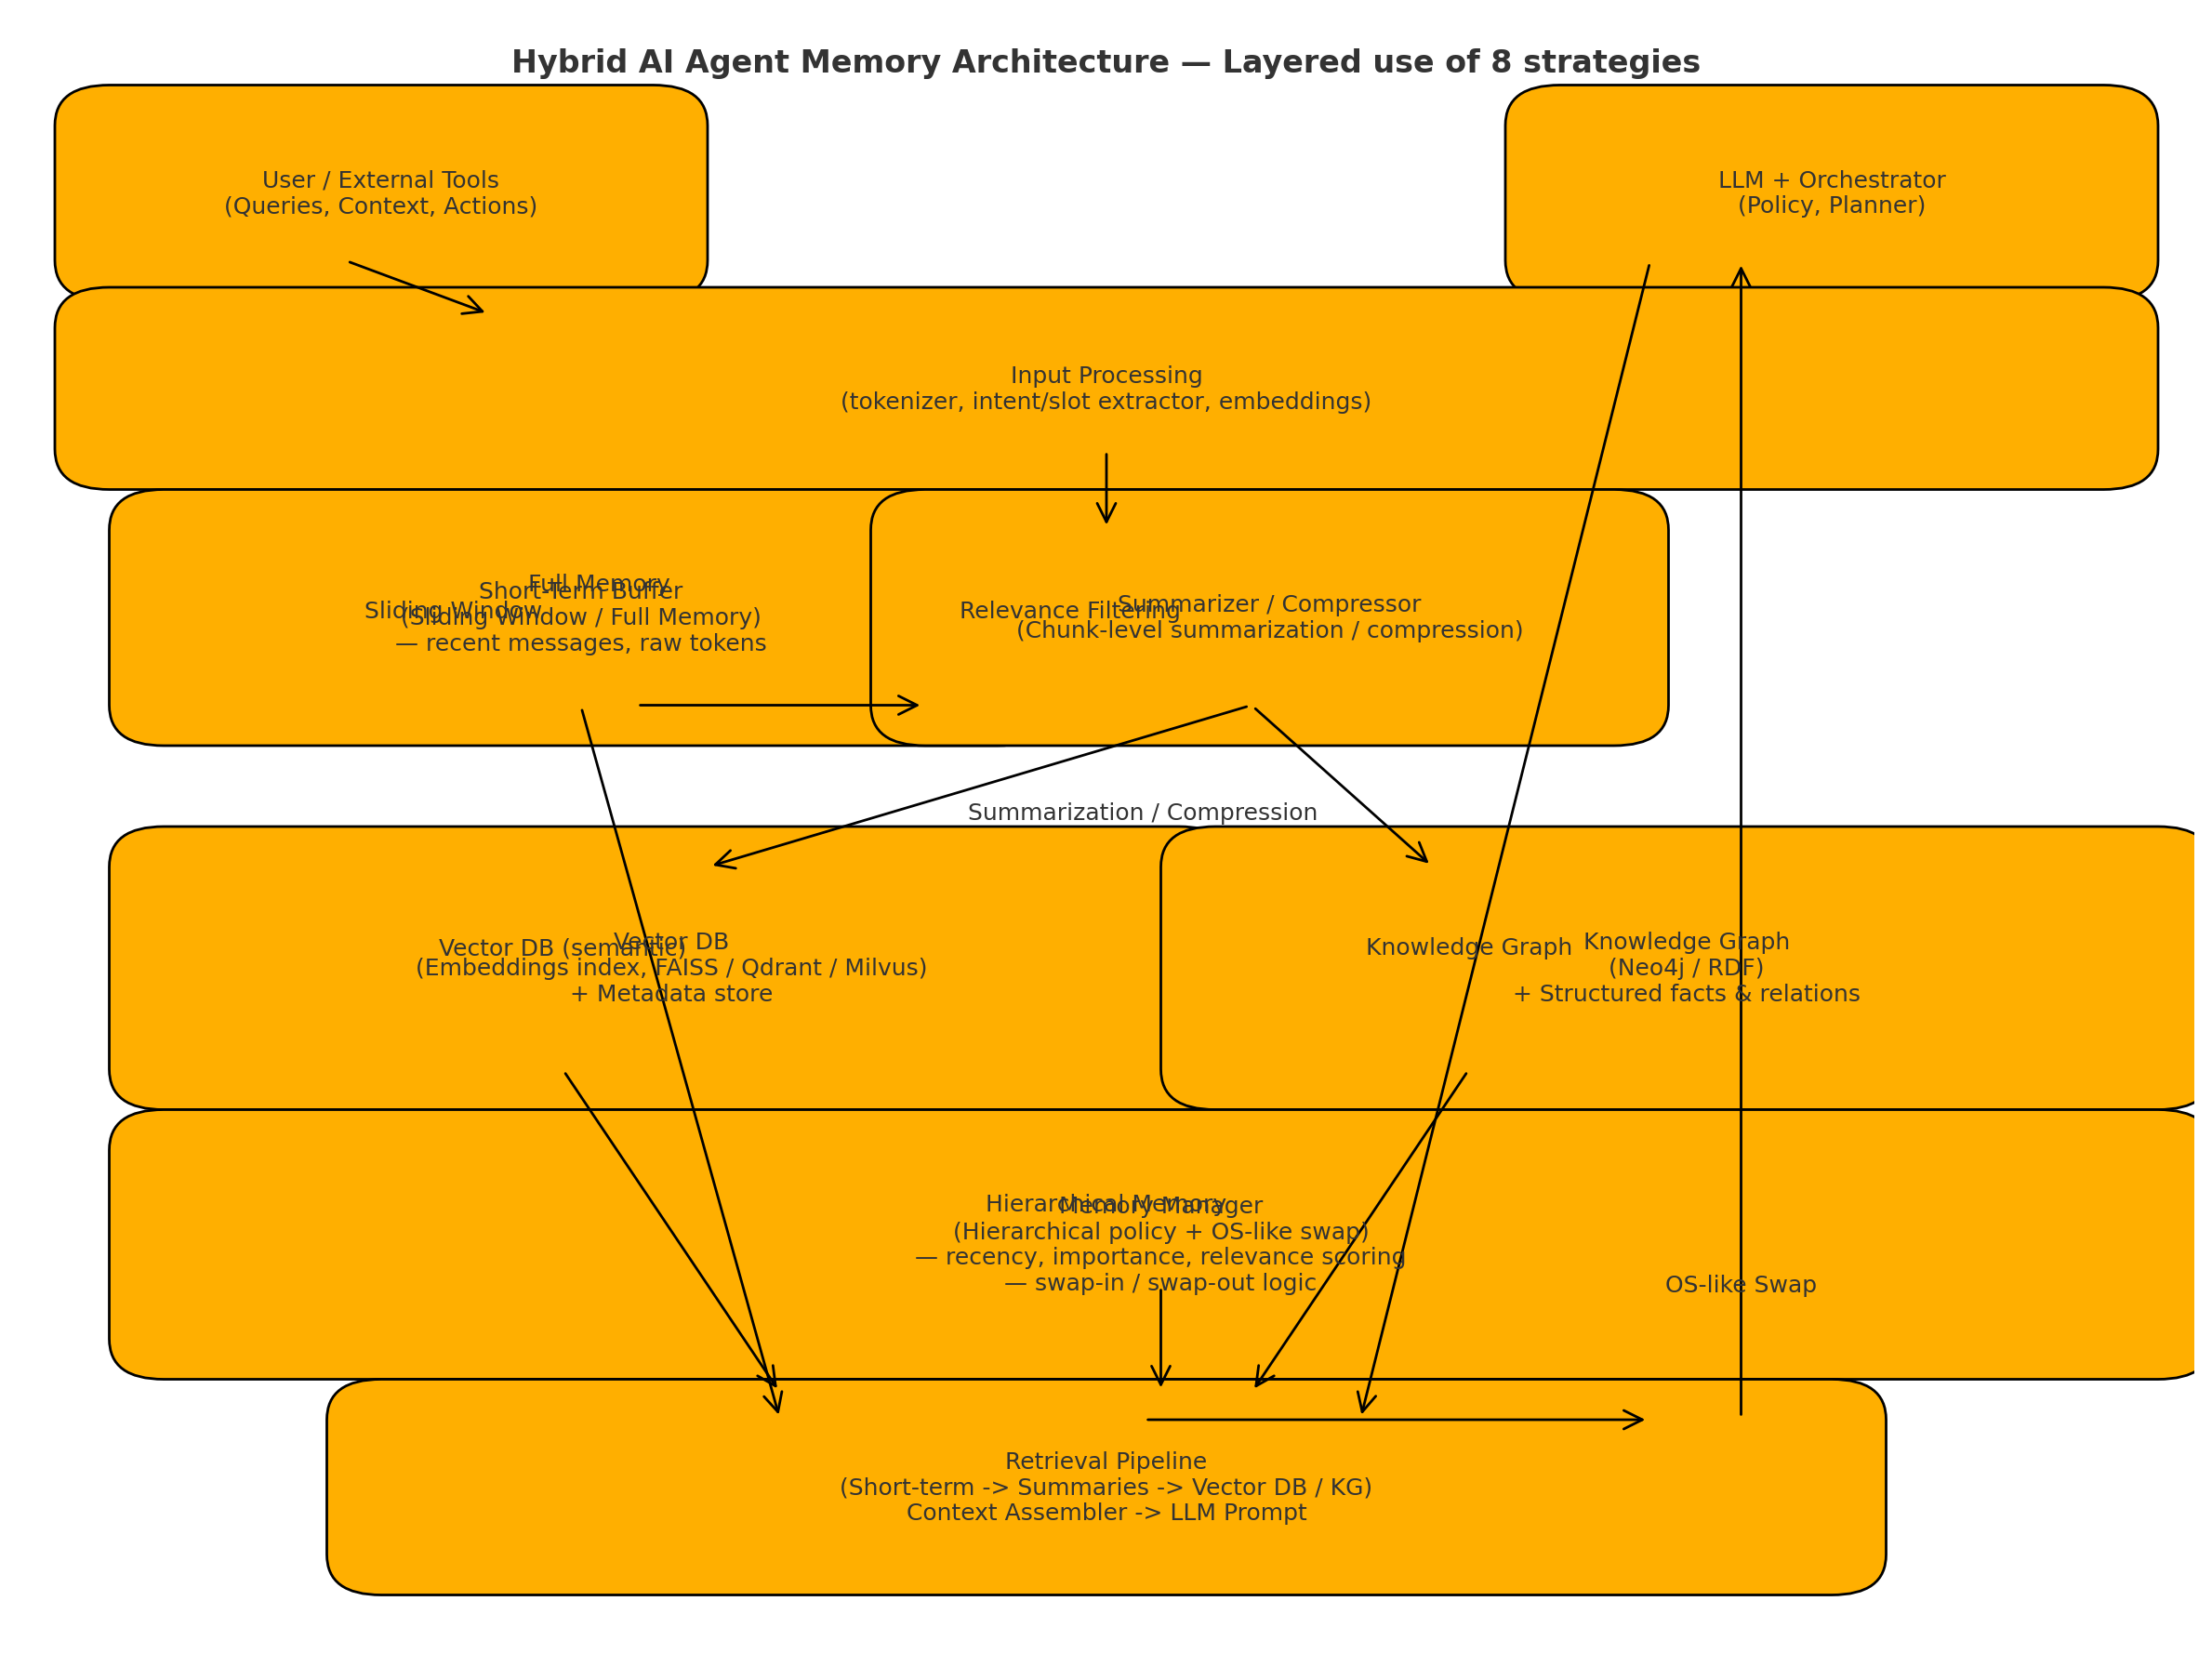 Hybrid AI Agent Memory Architecture — Layered use of 8 strategies
User / External Tools
(Queries, Context, Actions)
LLM + Orchestrator
(Policy, Planner)
Input Processing
(tokenizer, intent/slot extractor, embeddings)
Full Memory
Sliding Window
Short-Term Buffer
(Sliding Window / Full Memory)
— recent messages, raw tokens
Relevance Filtering
Summarizer / Compressor
(Chunk-level summarization / compression)
Summarization / Compression
Vector DB (semantic)
Vector DB
(Embeddings index, FAISS / Qdrant / Milvus)
+ Metadata store
Knowledge Graph
Knowledge Graph
(Neo4j / RDF)
+ Structured facts & relations
Hierarchical Memory
Memory Manager
(Hierarchical policy + OS-like swap)
— recency, importance, relevance scoring
— swap-in / swap-out logic
OS-like Swap
Retrieval Pipeline
(Short-term -> Summaries -> Vector DB / KG)
Context Assembler -> LLM Prompt